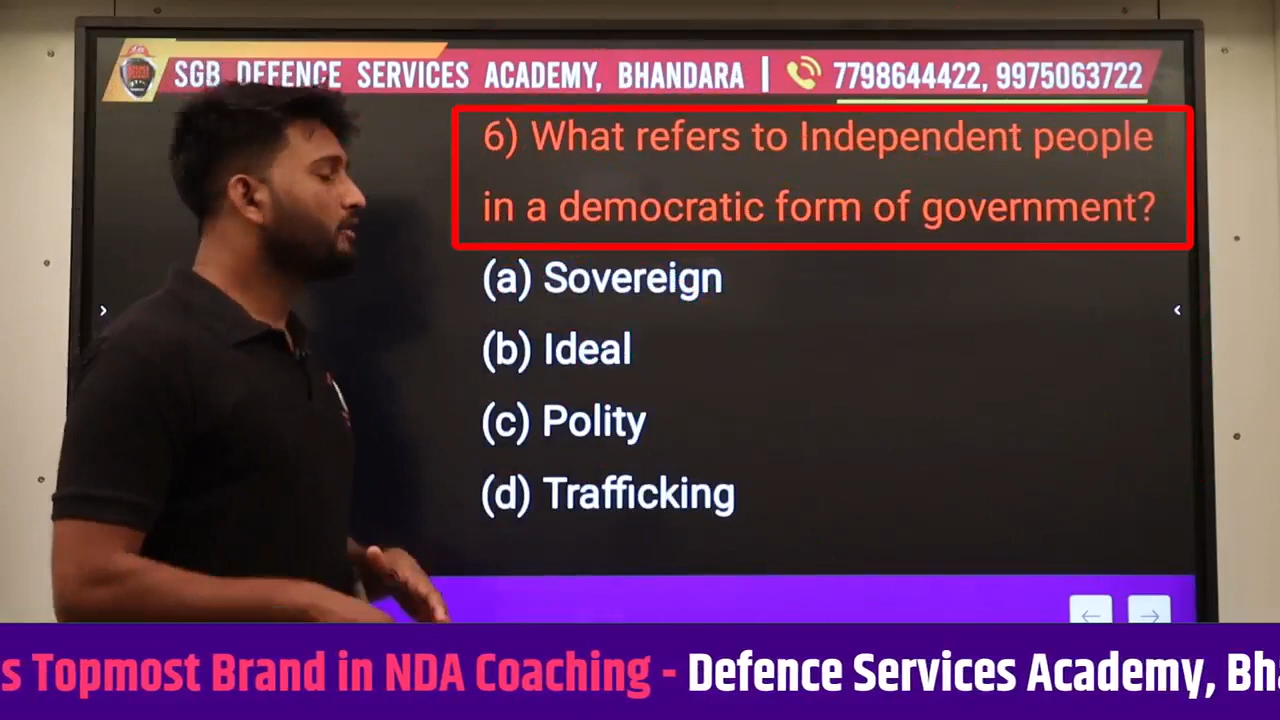 SGB DEFENCE SERVICES ACADEMY, BHANDARA | 7798644422, 9975063722
6) What refers to Independent people
in a democratic form of government?
(a) Sovereign
(b) Ideal
(c) Polity
(d) Trafficking
s Topmost Brand in NDA Coaching - Defence Services Academy, Bha